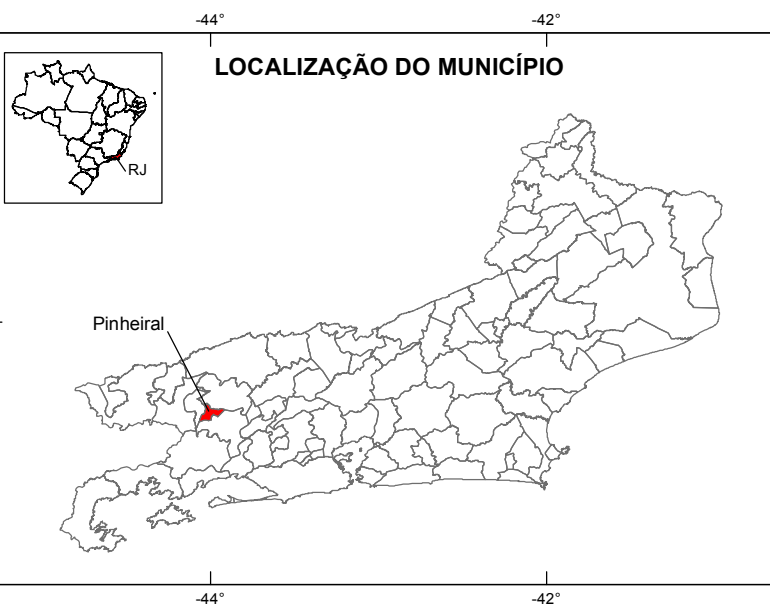 -44°
-42°
LOCALIZAÇÃO DO MUNICÍPIO
RJ
Pinheiral
-44°
-42°